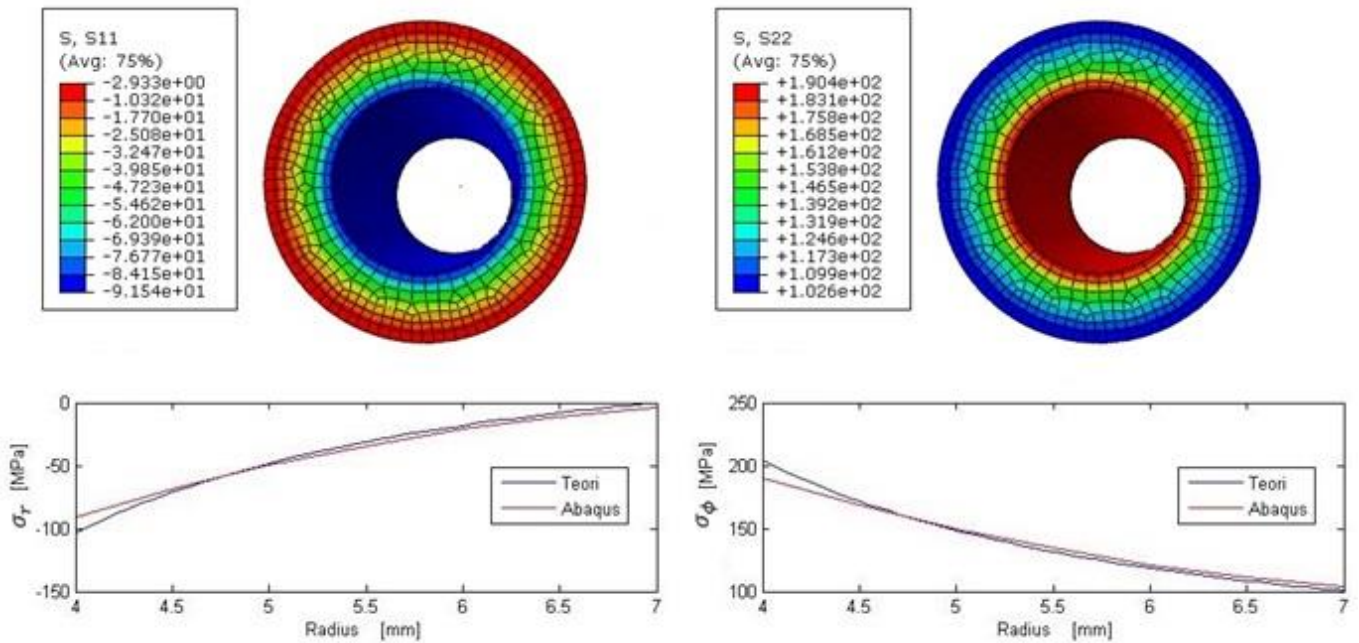 S, S11
(Avg: 75%)
-2.933e+00
-1.032e+01
-1.770e+01
-2.508e+01
-3.247e+01
-3.985e+01
-4.723e+01
-5.462e+01
-6.200e+01
-6.939e+01
-7.677e+01
-8.415e+01
-9.154e+01
S, S22
(Avg: 75%)
+1.904e+02
+1.831e+02
+1.758e+02
+1.685e+02
+1.612e+02
+1.538e+02
+1.465e+02
+1.392e+02
+1.319e+02
+1.246e+02
+1.173e+02
+1.099e+02
+1.026e+02
0
-50
-100
-150
σr [MPa]
Teori
Abaqus
4 4.5 5 5.5 6 6.5 7
Radius [mm]
250
200
150
100
σϕ [MPa]
Teori
Abaqus
4 4.5 5 5.5 6 6.5 7
Radius [mm]